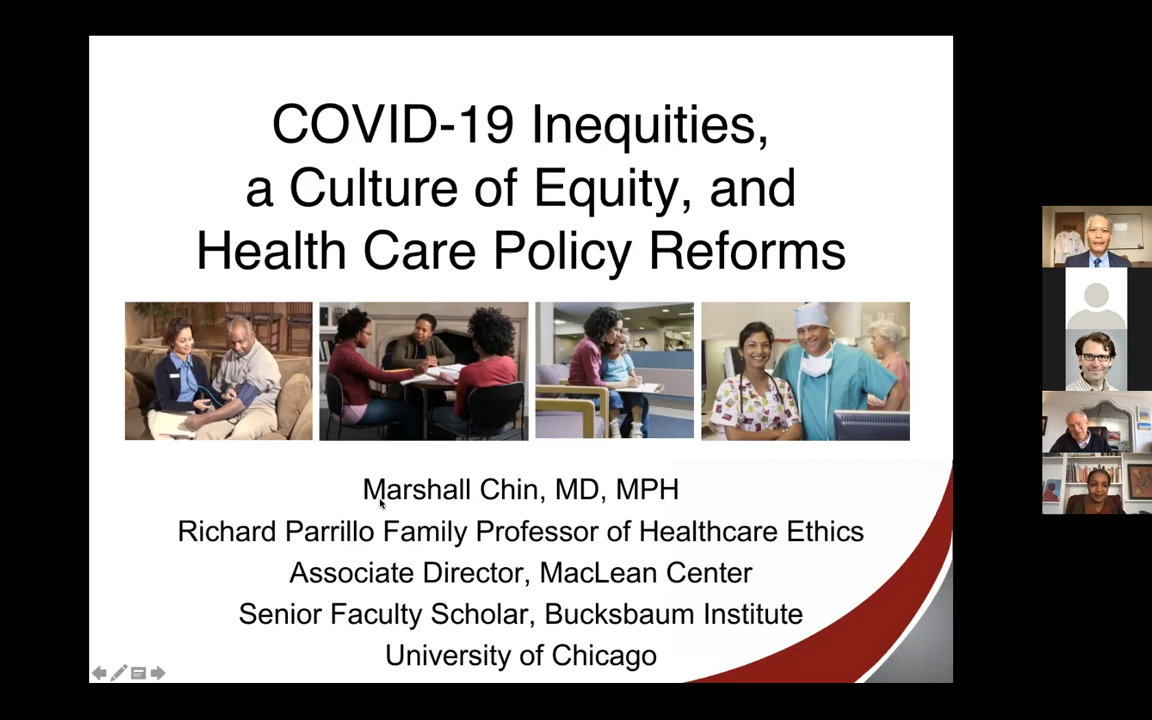 COVID-19 Inequities,
a Culture of Equity, and
Health Care Policy Reforms
Marshall Chin, MD, MPH
Richard Parrillo Family Professor of Healthcare Ethics
Associate Director, MacLean Center
Senior Faculty Scholar, Bucksbaum Institute
University of Chicago